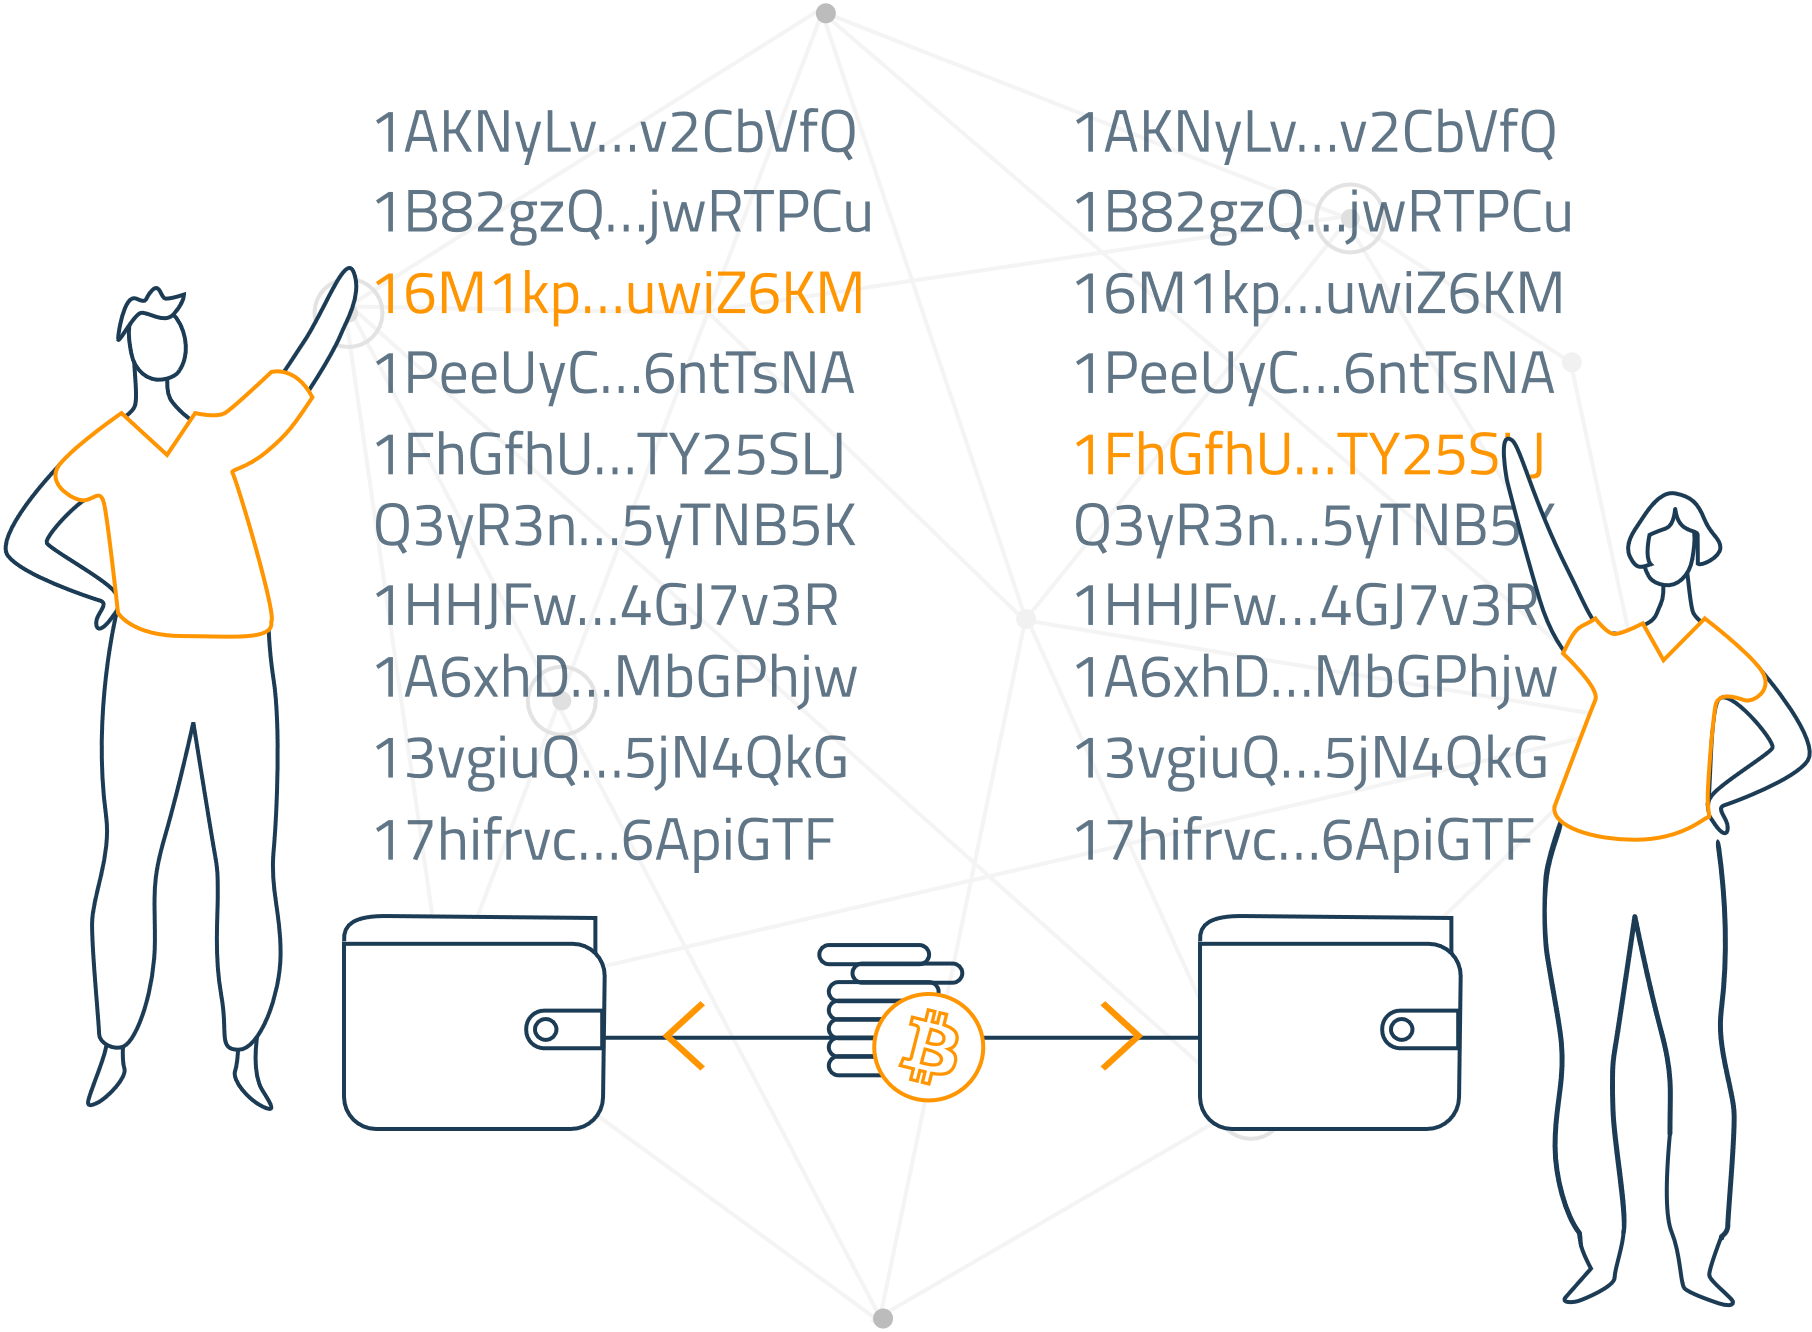 1AKNyLv...v2CbVfQ
1B82gzQ...jwRTPCu
16M1kp...uwiZ6KM
1PeeUyC...6ntTsNA
1FhGfhU...TY25SLJ
Q3yR3n...5yTNB5K
1HHJFw...4GJ7v3R
1A6xhD...MbGPhjw
13vgiuQ...5jN4QkG
17hifrvc...6ApiGTF
1AKNyLv...v2CbVfQ
1B82gzQ...jwRTPCu
16M1kp...uwiZ6KM
1PeeUyC...6ntTsNA
1FhGfhU...TY25SLJ
Q3yR3n...5yTNB5K
1HHJFw...4GJ7v3R
1A6xhD...MbGPhjw
13vgiuQ...5jN4QkG
17hifrvc...6ApiGTF